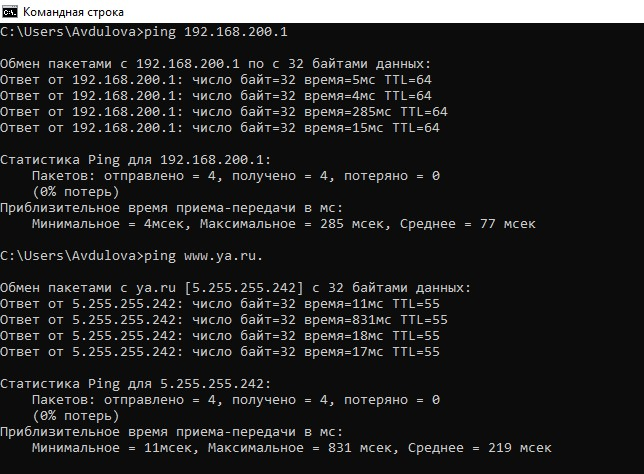 Командная строка
C:\Users\Avdulova>ping 192.168.200.1
Обмен пакетами с 192.168.200.1 по с 32 байтами данных:
Ответ от 192.168.200.1: число байт=32 время=5мс TTL=64
Ответ от 192.168.200.1: число байт=32 время=4мс TTL=64
Ответ от 192.168.200.1: число байт=32 время=285мс TTL=64
Ответ от 192.168.200.1: число байт=32 время=15мс TTL=64
Статистика Ping для 192.168.200.1:
Пакетов: отправлено = 4, получено = 4, потеряно = 0
(0% потерь)
Приблизительное время приема-передачи в мс:
Минимальное = 4мсек, Максимальное = 285 мсек, Среднее = 77 мсек
C:\Users\Avdulova>ping www.ya.ru.
Обмен пакетами с ya.ru [5.255.255.242] с 32 байтами данных:
Ответ от 5.255.255.242: число байт=32 время=11мс TTL=55
Ответ от 5.255.255.242: число байт=32 время=831мс TTL=55
Ответ от 5.255.255.242: число байт=32 время=18мс TTL=55
Ответ от 5.255.255.242: число байт=32 время=17мс TTL=55
Статистика Ping для 5.255.255.242:
Пакетов: отправлено = 4, получено = 4, потеряно = 0
(0% потерь)
Приблизительное время приема-передачи в мс:
Минимальное = 11мсек, Максимальное = 831 мсек, Среднее = 219 мсек